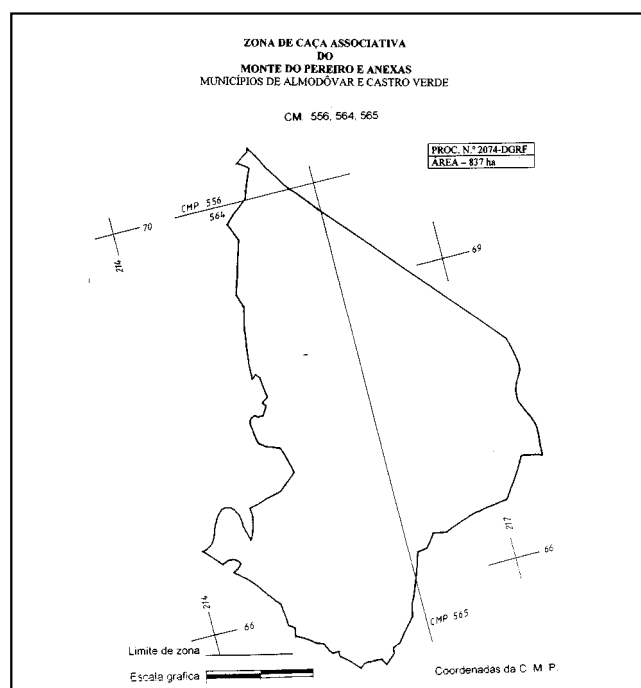 ZONA DE CAÇA ASSOCIATIVA
DO
MONTE DO PEREIRO E ANEXAS
MUNICÍPIOS DE ALMODÔVAR E CASTRO VERDE
CM. 556, 564, 565
PROC. N.º 2074-DGRF
ÁREA – 837 ha
CMP 556
564
70
214
69
217
66
CMP 565
214
66
Limite de zona
Escala grafica
Coordenadas da C. M. P.